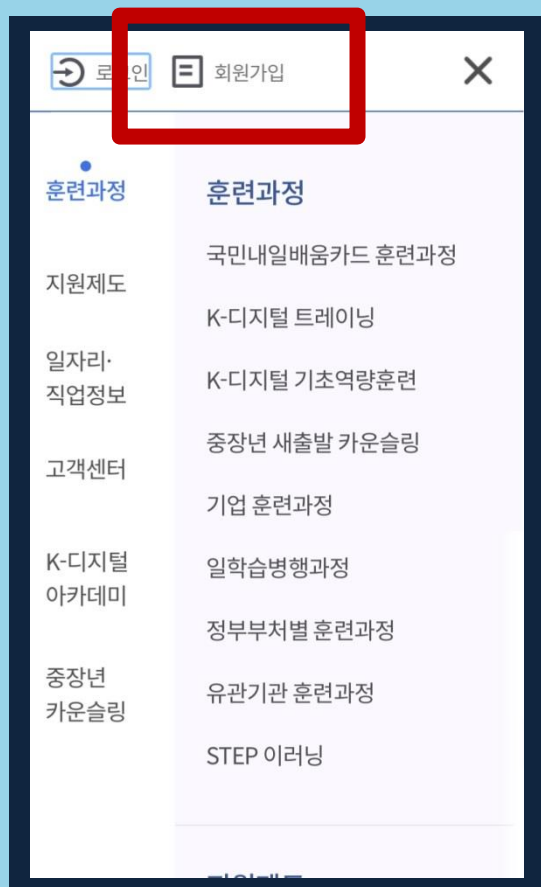 로그인 회원가입
훈련과정
지원제도
일자리·
직업정보
고객센터
K-디지털
아카데미
중장년
카운슬링
훈련과정
국민내일배움카드 훈련과정
K-디지털 트레이닝
K-디지털 기초역량훈련
중장년 새출발 카운슬링
기업 훈련과정
일학습병행과정
정부부처별 훈련과정
유관기관 훈련과정
STEP 이러닝